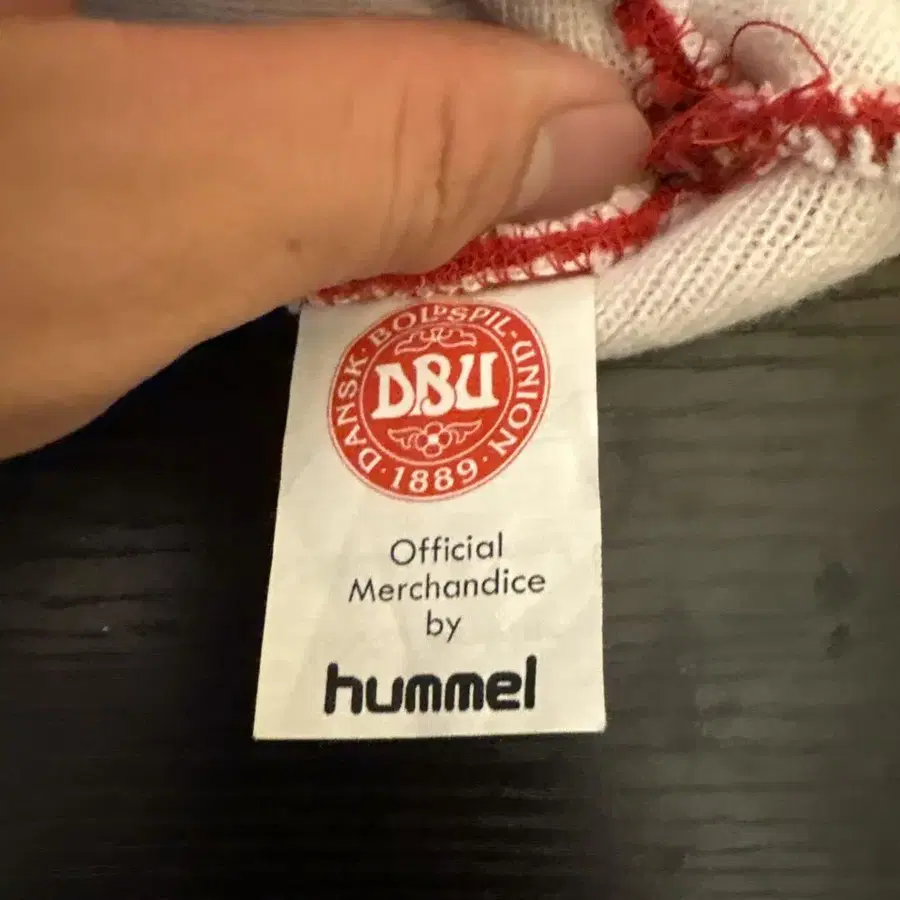 DANSK · BOLDSPIL-UNION
DBU
· 1889 ·
Official
Merchandice
by
hummel